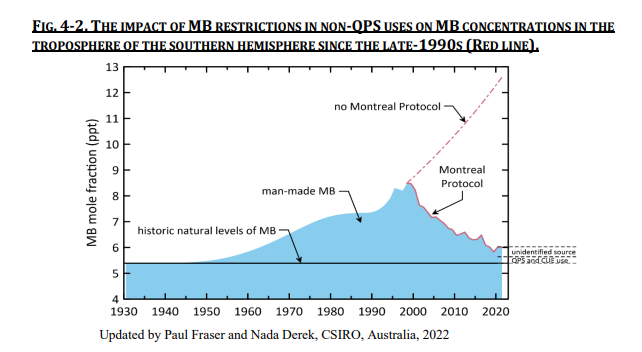 FIG. 4-2. THE IMPACT OF MB RESTRICTIONS IN NON-QPS USES ON MB CONCENTRATIONS IN THE
TROPOSPHERE OF THE SOUTHERN HEMISPHERE SINCE THE LATE-1990S (RED LINE).
13
12
11
10
9
8
7
6
5
4
MB mole fraction (ppt)
no Montreal Protocol
Montreal
Protocol
man-made MB
historic natural levels of MB
unidentified source
QPS and CUE use
1930 1940 1950 1960 1970 1980 1990 2000 2010 2020
Updated by Paul Fraser and Nada Derek, CSIRO, Australia, 2022